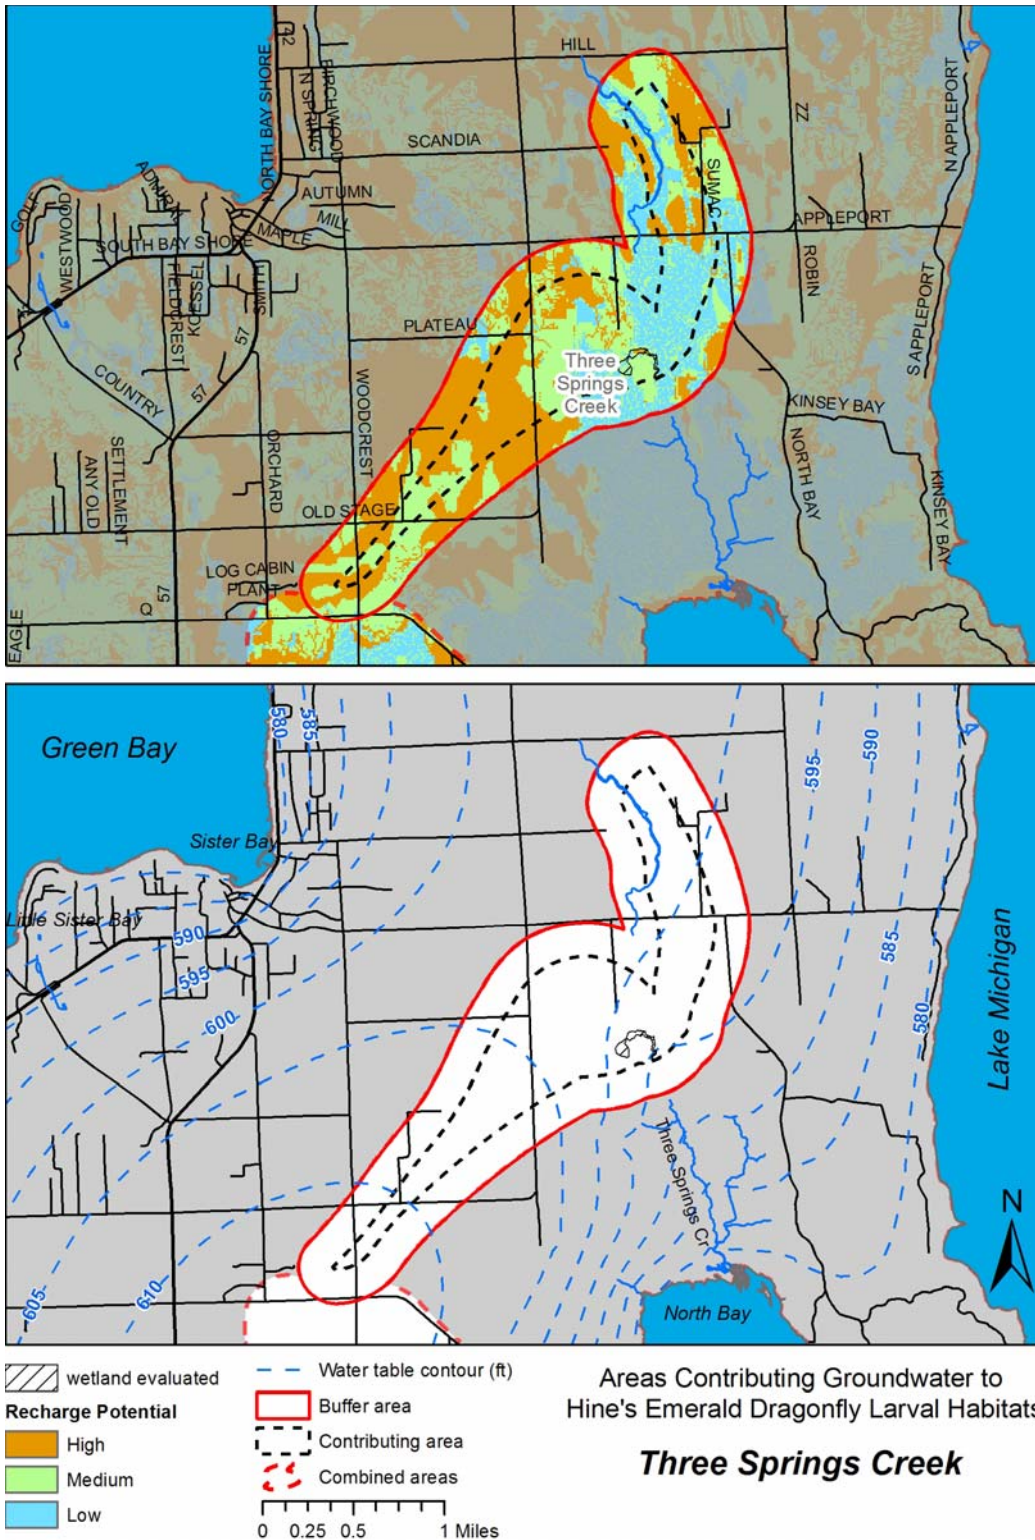 HILL
42
NORTH BAY SHORE
N SPRING
BIRCHWOOD
SCANDIA
ZZ
N APPLEPORT
SUMAC
GOLF
WESTWOOD
ADMIRAL
AUTUMN
MILL
MAPLE
APPLEPORT
SOUTH BAY SHORE
FIELDCREST
KOESSEL
SMITH
ROBIN
S APPLEPORT
PLATEAU
57
Three
Springs
Creek
COUNTRY
57
WOODCREST
KINSEY BAY
ORCHARD
SETTLEMENT
ANY OLD
NORTH BAY
KINSEY BAY
OLD STAGE
LOG CABIN
PLANT
57
Q
EAGLE
580
585
Green Bay
595
590
Sister Bay
Little Sister Bay
590
595
585
600
580
Lake Michigan
Three Springs Cr
N
605
610
North Bay
wetland evaluated
Recharge Potential
High
Medium
Low
Water table contour (ft)
Buffer area
Contributing area
Combined areas
0 0.25 0.5 1 Miles
Areas Contributing Groundwater to
Hine's Emerald Dragonfly Larval Habitats
Three Springs Creek